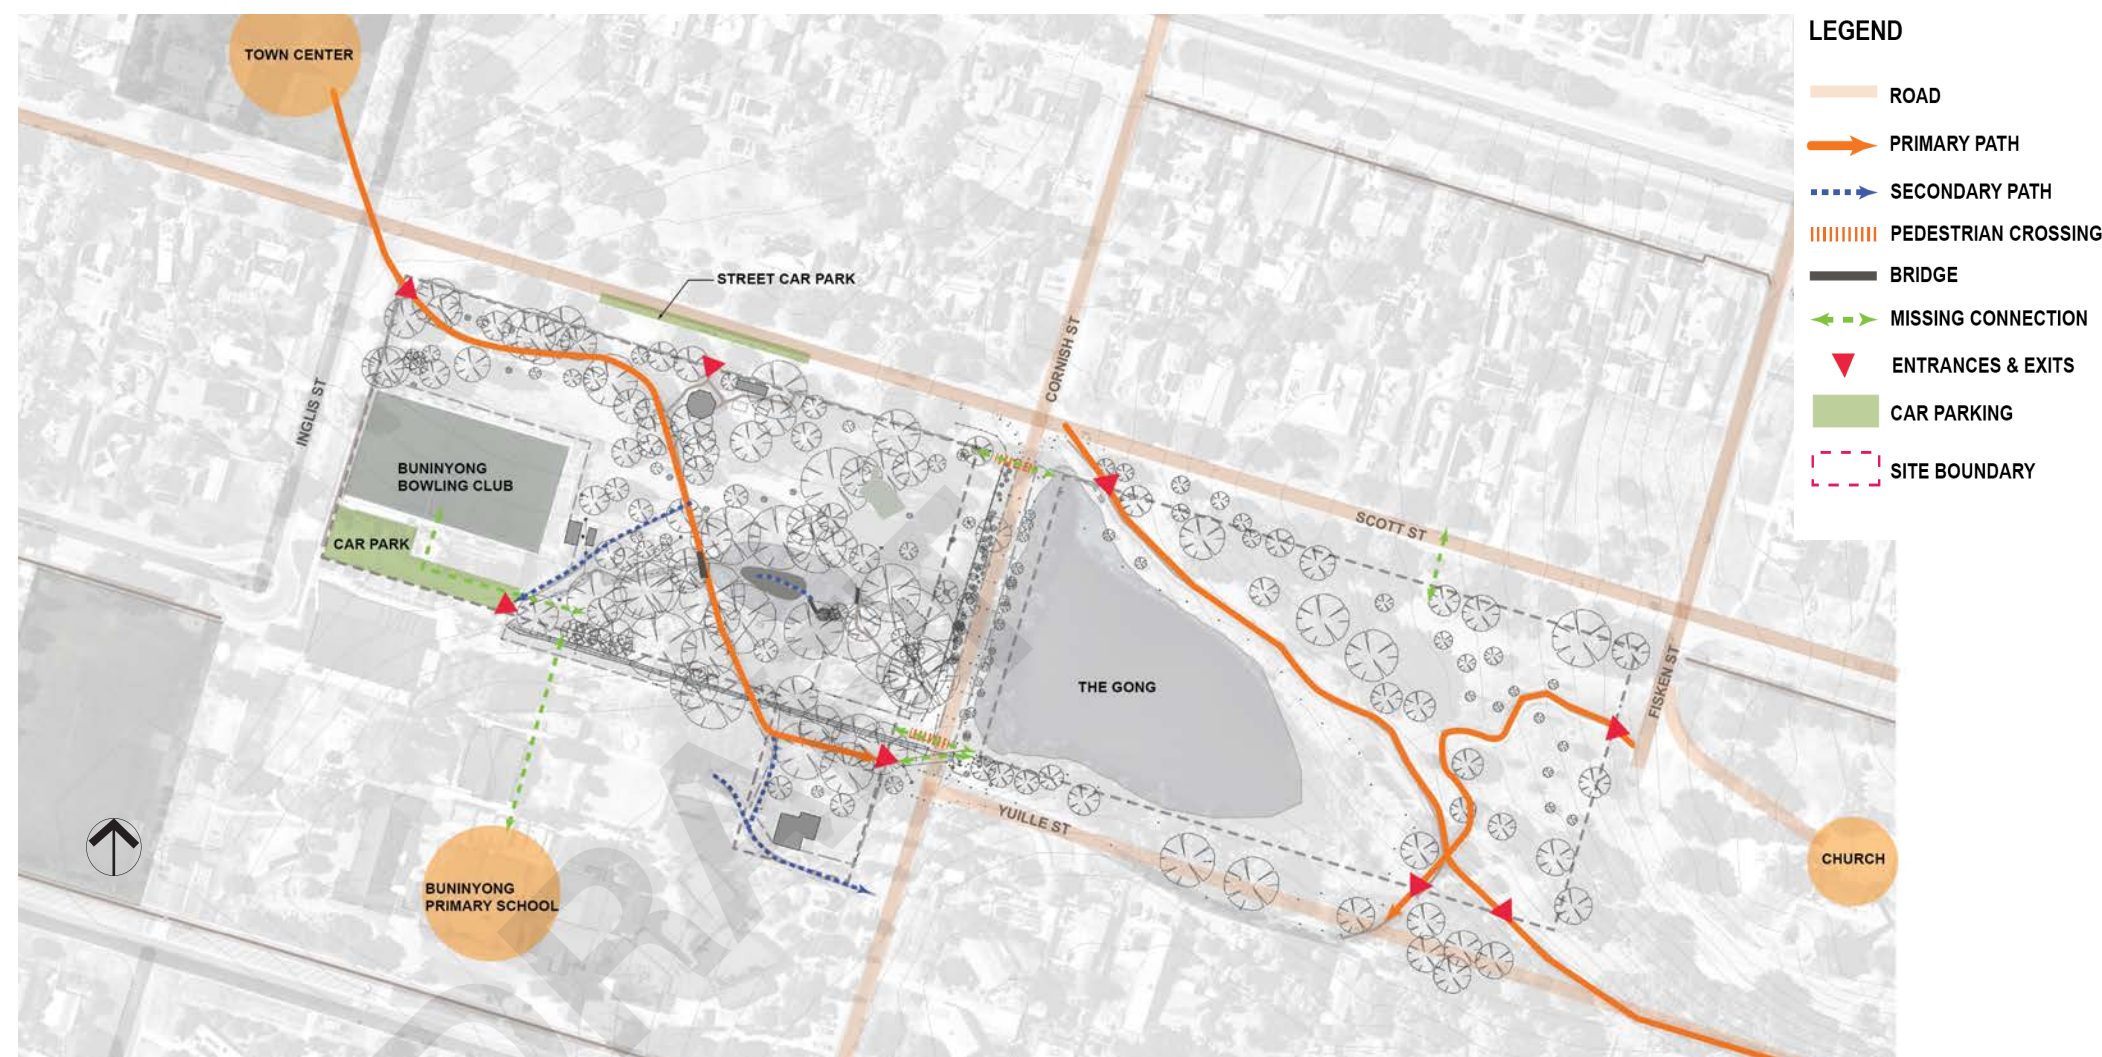 TOWN CENTER
STREET CAR PARK
INGLIS ST
CORNISH ST
BUNINYONG
BOWLING CLUB
CAR PARK
SCOTT ST
THE GONG
FISKEN ST
YUILLE ST
CHURCH
BUNINYONG
PRIMARY SCHOOL
DRAFT
LEGEND
ROAD
PRIMARY PATH
SECONDARY PATH
PEDESTRIAN CROSSING
BRIDGE
MISSING CONNECTION
ENTRANCES & EXITS
CAR PARKING
SITE BOUNDARY